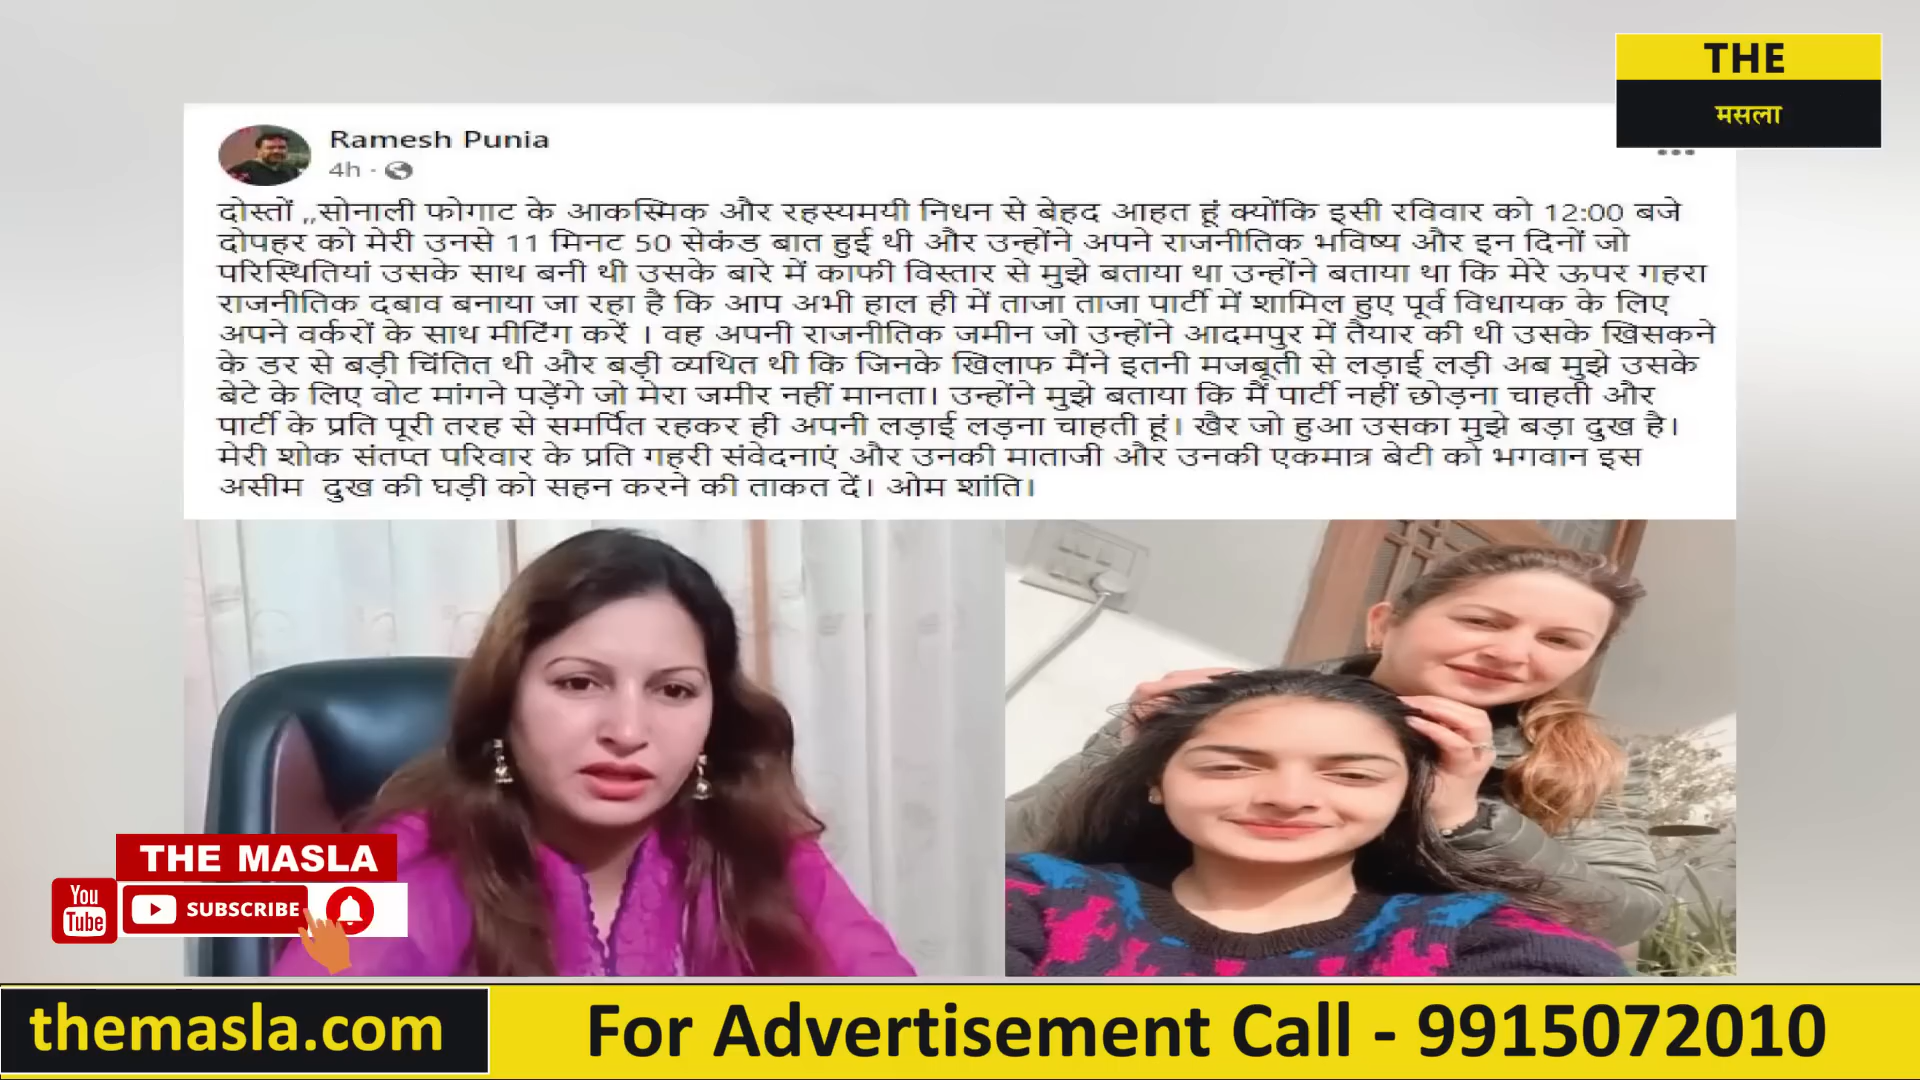 THE
मसला
Ramesh Punia
4h ·
दोस्तों ,,सोनाली फोगाट के आकस्मिक और रहस्यमयी निधन से बेहद आहत हूं क्योंकि इसी रविवार को 12:00 बजे
दोपहर को मेरी उनसे 11 मिनट 50 सेकंड बात हुई थी और उन्होंने अपने राजनीतिक भविष्य और इन दिनों जो
परिस्थितियां उसके साथ बनी थी उसके बारे में काफी विस्तार से मुझे बताया था उन्होंने बताया था कि मेरे ऊपर गहरा
राजनीतिक दबाव बनाया जा रहा है कि आप अभी हाल ही में ताजा ताजा पार्टी में शामिल हुए पूर्व विधायक के लिए
अपने वर्करों के साथ मीटिंग करें । वह अपनी राजनीतिक जमीन जो उन्होंने आदमपुर में तैयार की थी उसके खिसकने
के डर से बड़ी चिंतित थी और बड़ी व्यथित थी कि जिनके खिलाफ मैंने इतनी मजबूती से लड़ाई लड़ी अब मुझे उसके
बेटे के लिए वोट मांगने पड़ेंगे जो मेरा जमीर नहीं मानता। उन्होंने मुझे बताया कि मैं पार्टी नहीं छोड़ना चाहती और
पार्टी के प्रति पूरी तरह से समर्पित रहकर ही अपनी लड़ाई लड़ना चाहती हूं। खैर जो हुआ उसका मुझे बड़ा दुख है।
मेरी शोक संतप्त परिवार के प्रति गहरी संवेदनाएं और उनकी माताजी और उनकी एकमात्र बेटी को भगवान इस
असीम दुख की घड़ी को सहन करने की ताकत दें। ओम शांति।
THE MASLA
You
Tube
SUBSCRIBE
themasla.com
For Advertisement Call - 9915072010